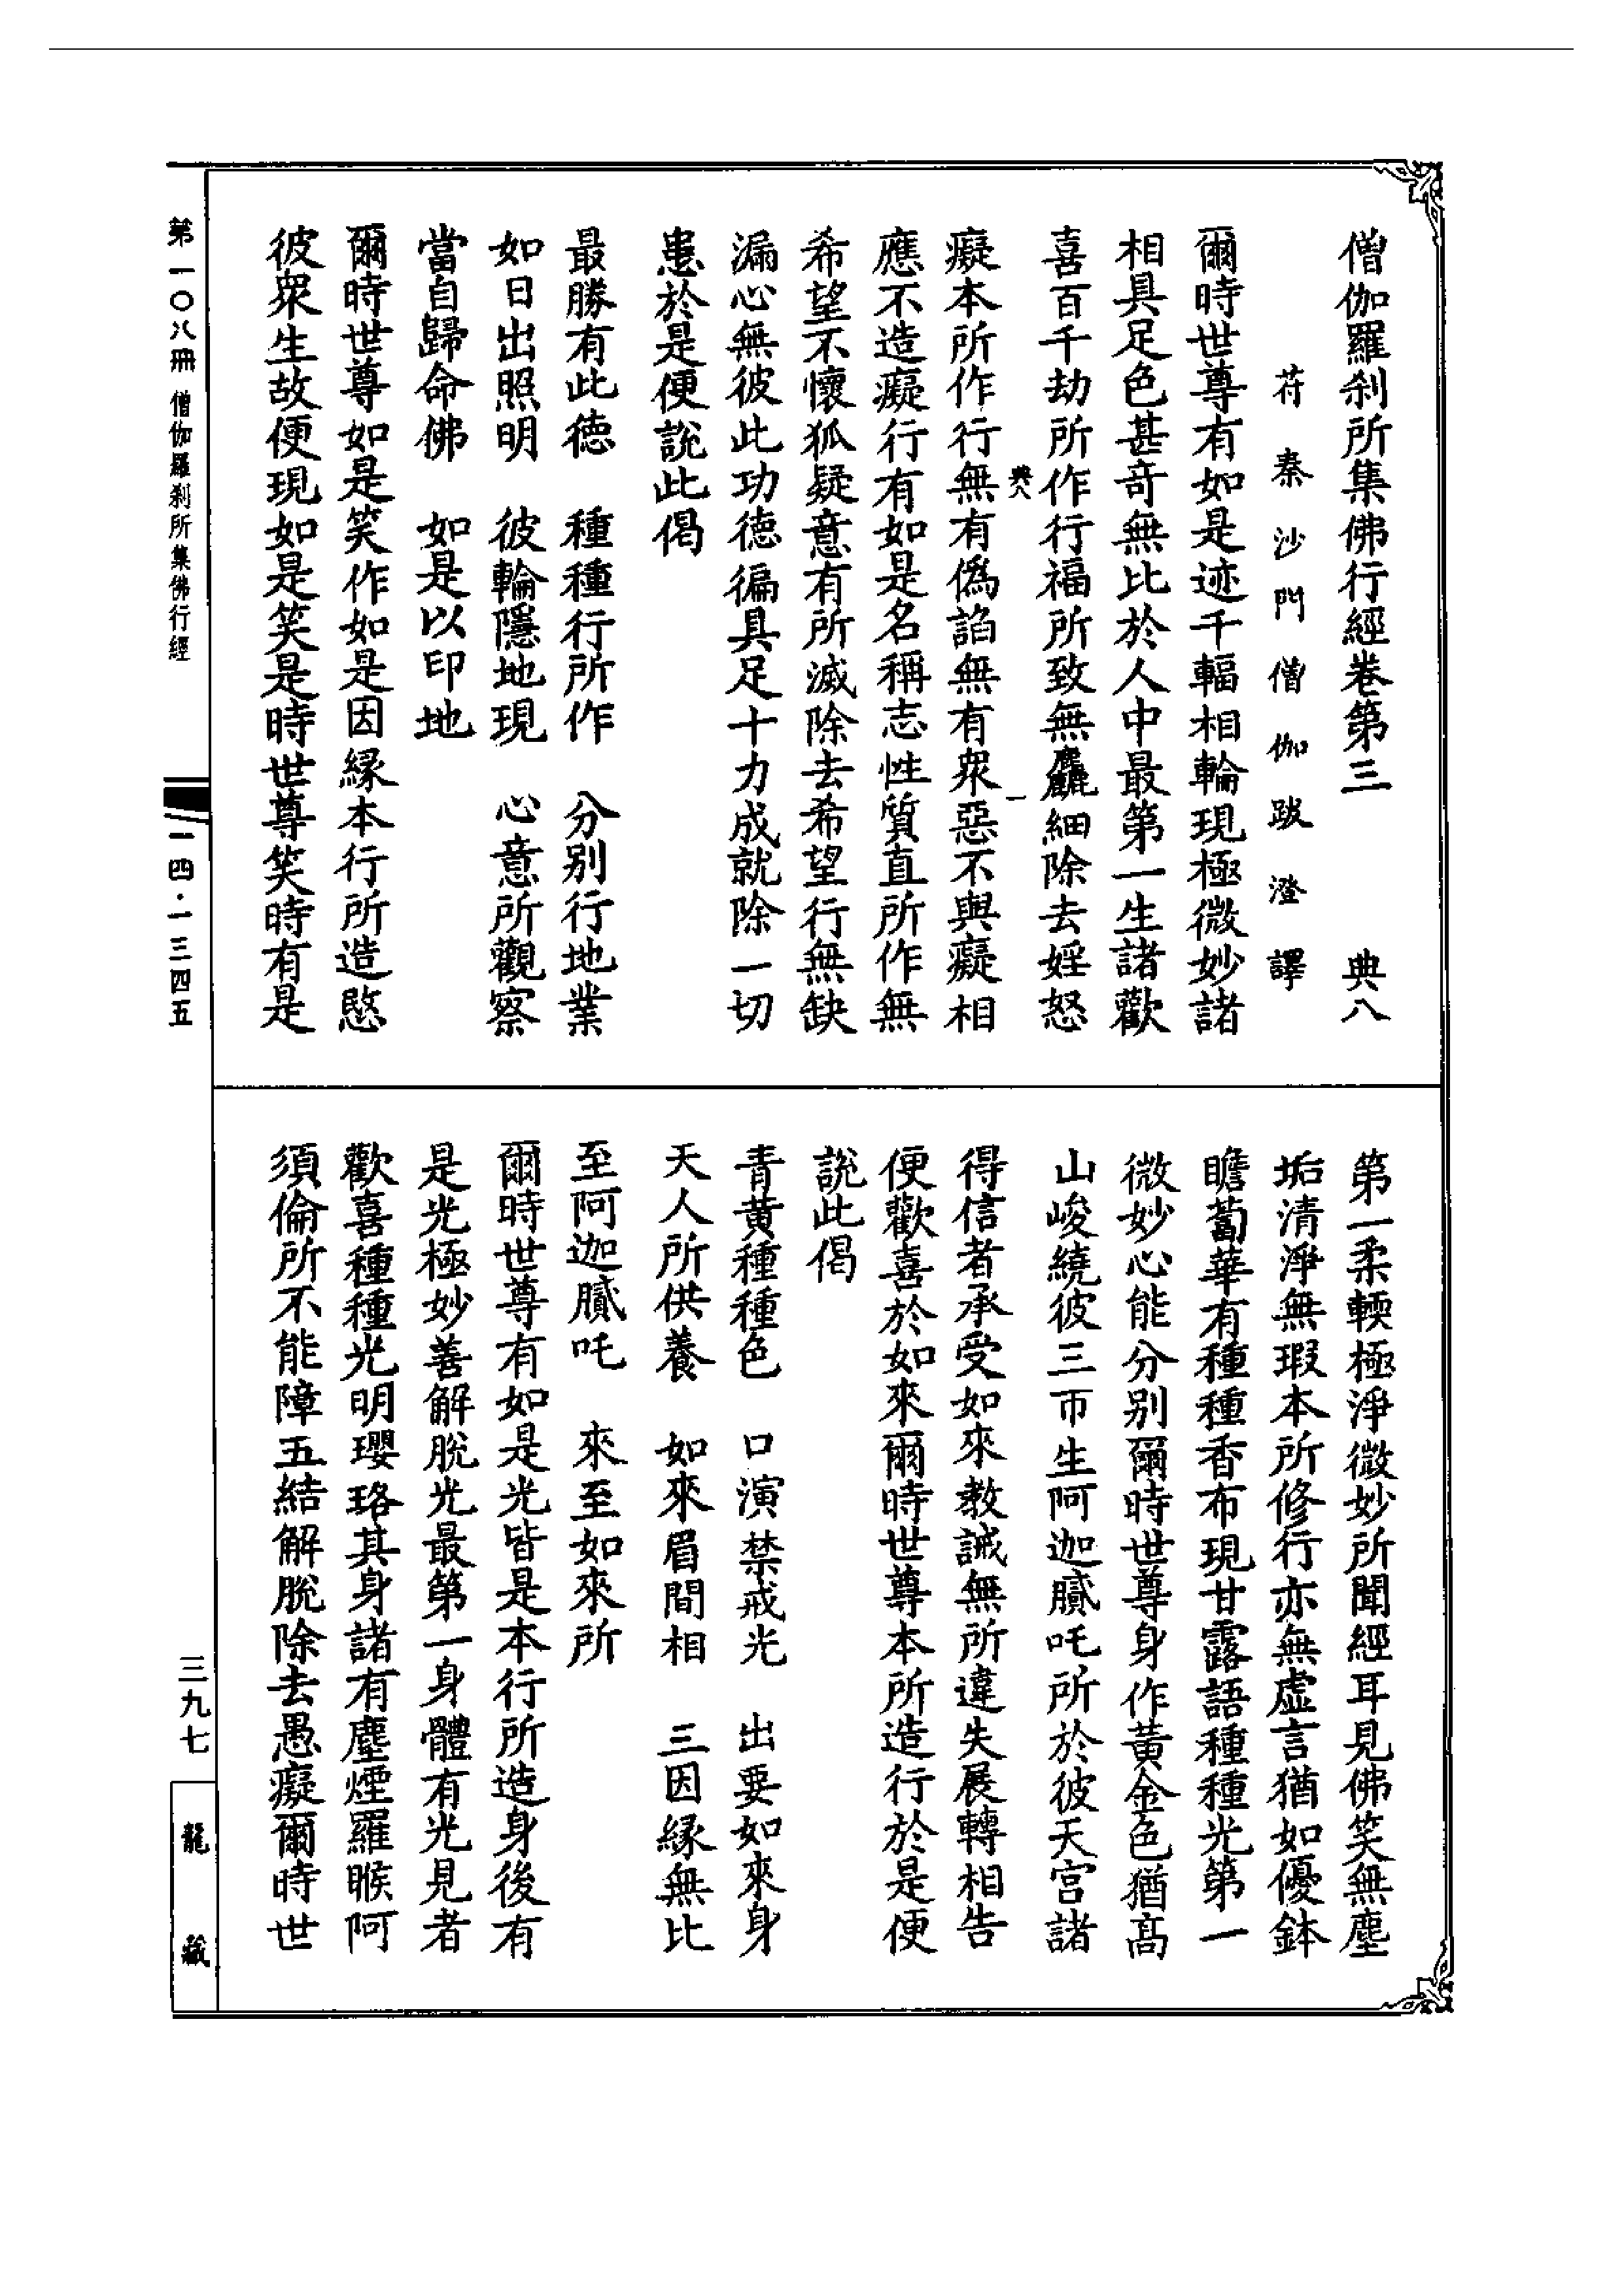 僧伽羅剎所集佛行經卷第三　典八
苻秦沙門僧伽跋澄譯
爾時世尊有如是迹千輻相輪現極微妙諸
相具足色甚奇無比於人中最第一生諸歡
喜百千劫所作行福所致無麤細除去婬怒
典八　一
癡本所作行無有偽諂無有眾惡不與癡相
應不造癡行有如是名稱志性質直所作無
希望不懷狐疑意有所滅除去希望行無缺
漏心無彼此功德徧具足十力成就除一切
患於是便說此偈
最勝有此德　種種行所作　分別行地業
如日出照明　彼輪隱地現　心意所觀察
當自歸命佛　如是以印地
爾時世尊如是笑作如是因緣本行所造愍
彼眾生故便現如是笑是時世尊笑時有是
第一柔輭極淨微妙所聞經耳見佛笑無塵
垢清淨無瑕本所修行亦無虛言猶如優鉢
瞻蔔華有種種香布現甘露語種種光第一
微妙心能分別爾時世尊身作黃金色猶高
山峻繞彼三帀生阿迦膩吒所於彼天宮諸
得信者承受如來教誡無所違失展轉相告
便歡喜於如來爾時世尊本所造行於是便
說此偈
青黃種種色　口演禁戒光　出要如來身
天人所供養　如來眉間相　三因緣無比
至阿迦膩吒　來至如來所
爾時世尊有如是光皆是本行所造身後有
是光極妙善解脫光最第一身體有光見者
歡喜種種光明瓔珞其身諸有塵煙羅睺阿
須倫所不能障五結解脫除去愚癡爾時世
第一〇八冊　僧伽羅剎所集佛行經
一四·一三四五
三九七
龍藏